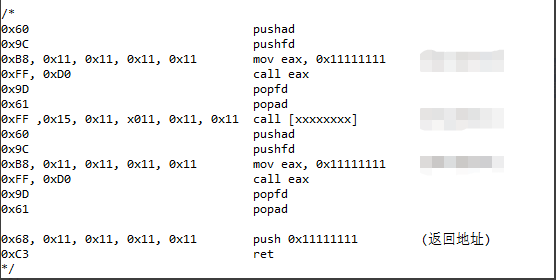 /*
0x60 pushad
0x9C pushfd
0xB8, 0x11, 0x11, 0x11, 0x11 mov eax, 0x11111111
0xFF, 0xD0 call eax
0x9D popfd
0x61 popad
0xFF ,0x15, 0x11, x011, 0x11, 0x11 call [xxxxxxxx]
0x60 pushad
0x9C pushfd
0xB8, 0x11, 0x11, 0x11, 0x11 mov eax, 0x11111111
0xFF, 0xD0 call eax
0x9D popfd
0x61 popad
0x68, 0x11, 0x11, 0x11, 0x11 push 0x11111111 (返回地址)
0xC3 ret
*/